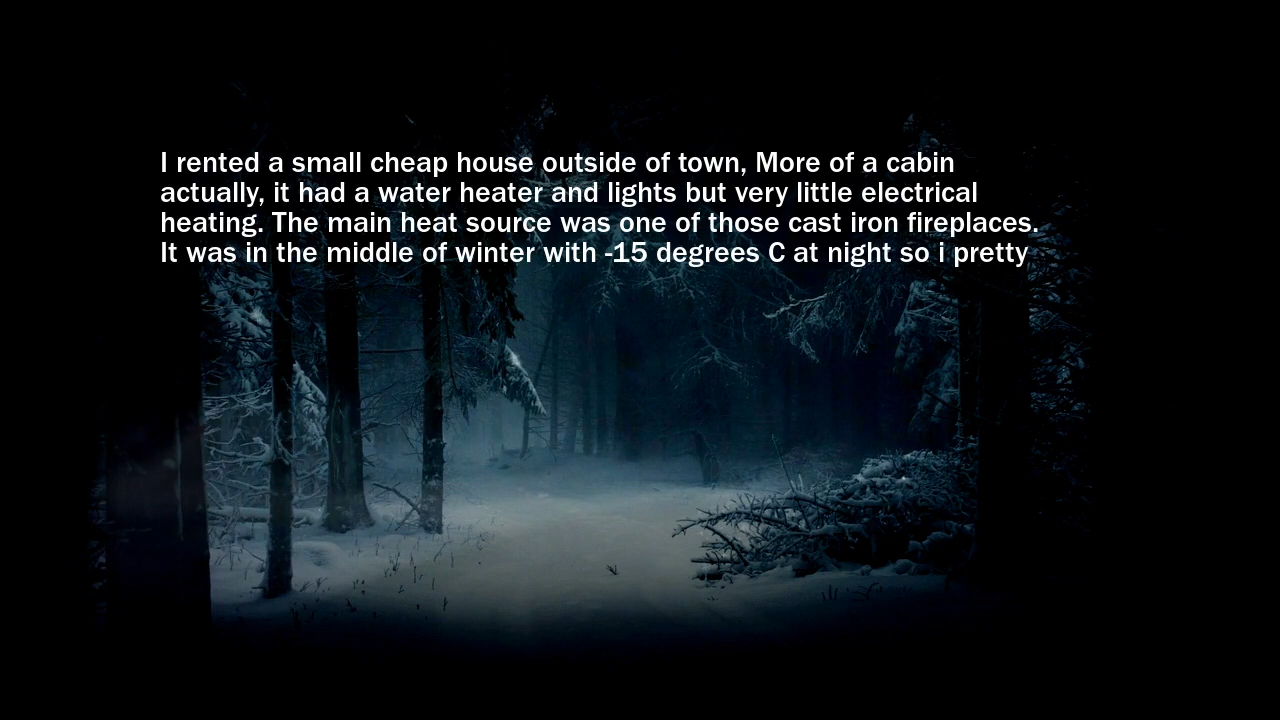 I rented a small cheap house outside of town, More of a cabin
actually, it had a water heater and lights but very little electrical
heating. The main heat source was one of those cast iron fireplaces.
It was in the middle of winter with -15 degrees C at night so i pretty